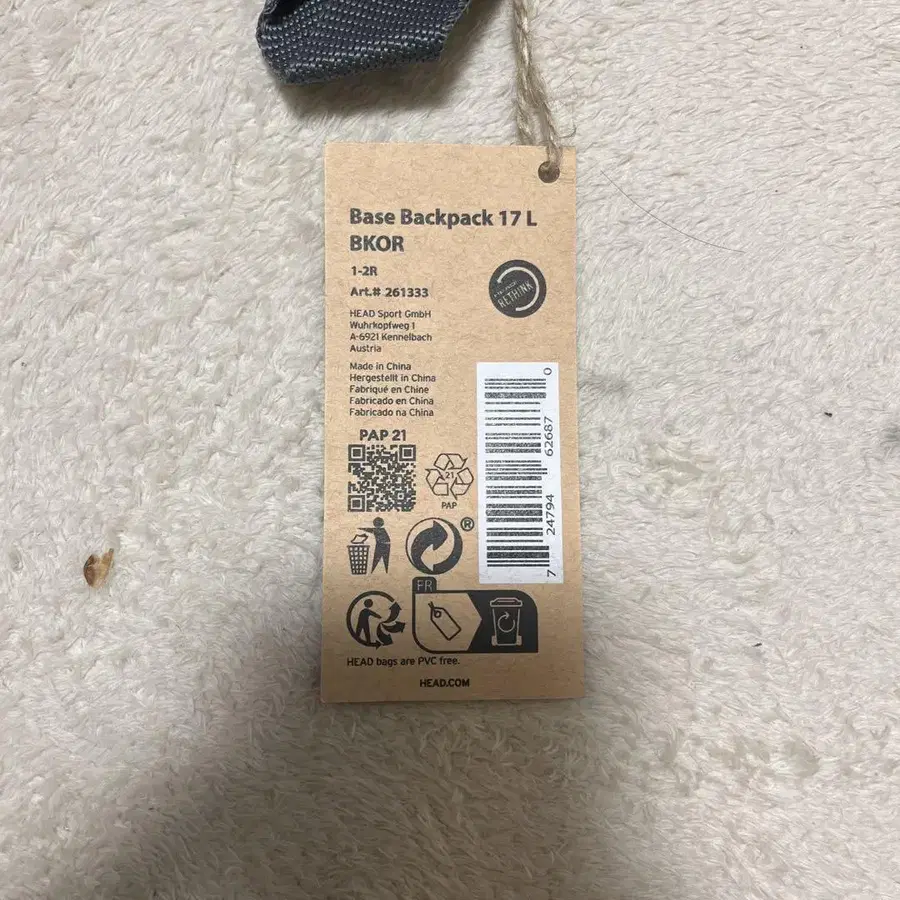 Base Backpack 17 L
BKOR
1-2R
Art.# 261333
HEAD Sport GmbH
Wuhrkopfweg 1
A-6921 Kennelbach
Austria
Made in China
Hergestellt in China
Fabriqué en Chine
Fabricado en China
Fabricado na China
PAP 21
21
PAP
®
FR
HEAD bags are PVC free.
HEAD.COM
RETHINK
7 24794 62687 0